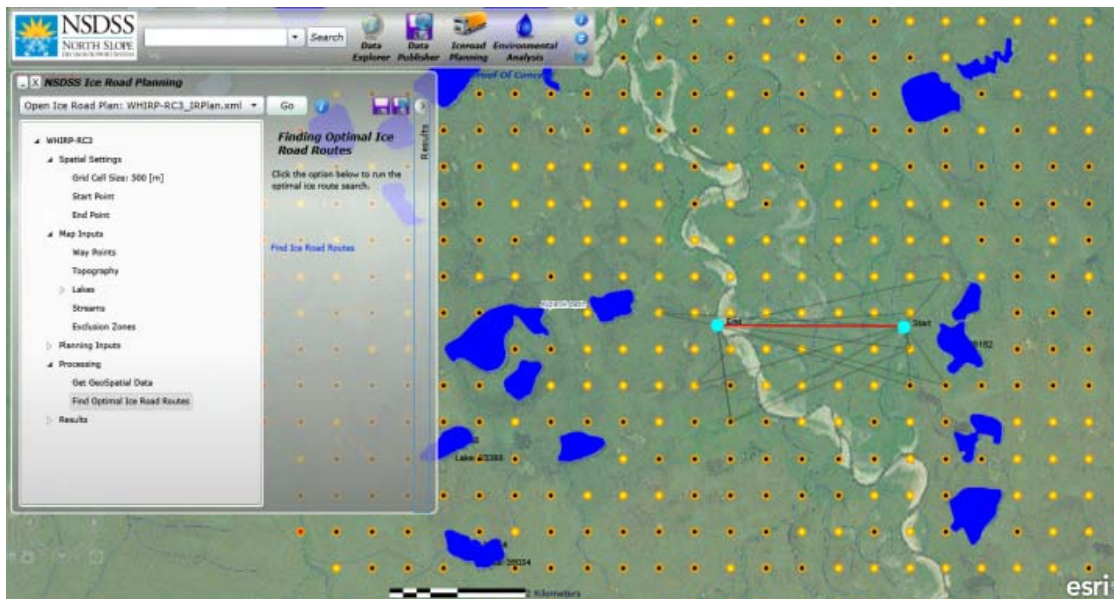 NSDSS
NORTH SLOPE
Search
Data
Explorer
Data
Publisher
Iceroad
Planning
Environmental
Analysis
NSDSS Ice Road Planning
Open Ice Road Plan: WHIRP-RC3_IRPlan.xml
Go
Results
WHIRP-RC3
Spatial Settings
Grid Cell Size: 500 [m]
Start Point
End Point
Map Inputs
Way Points
Topography
Lakes
Streams
Exclusion Zones
Planning Inputs
Processing
Get GeoSpatial Data
Find Optimal Ice Road Routes
Results
Finding Optimal Ice
Road Routes
Click the option below to run the
optimal ice route search.
Find Ice Road Routes
End
Start
Kilometers
esri